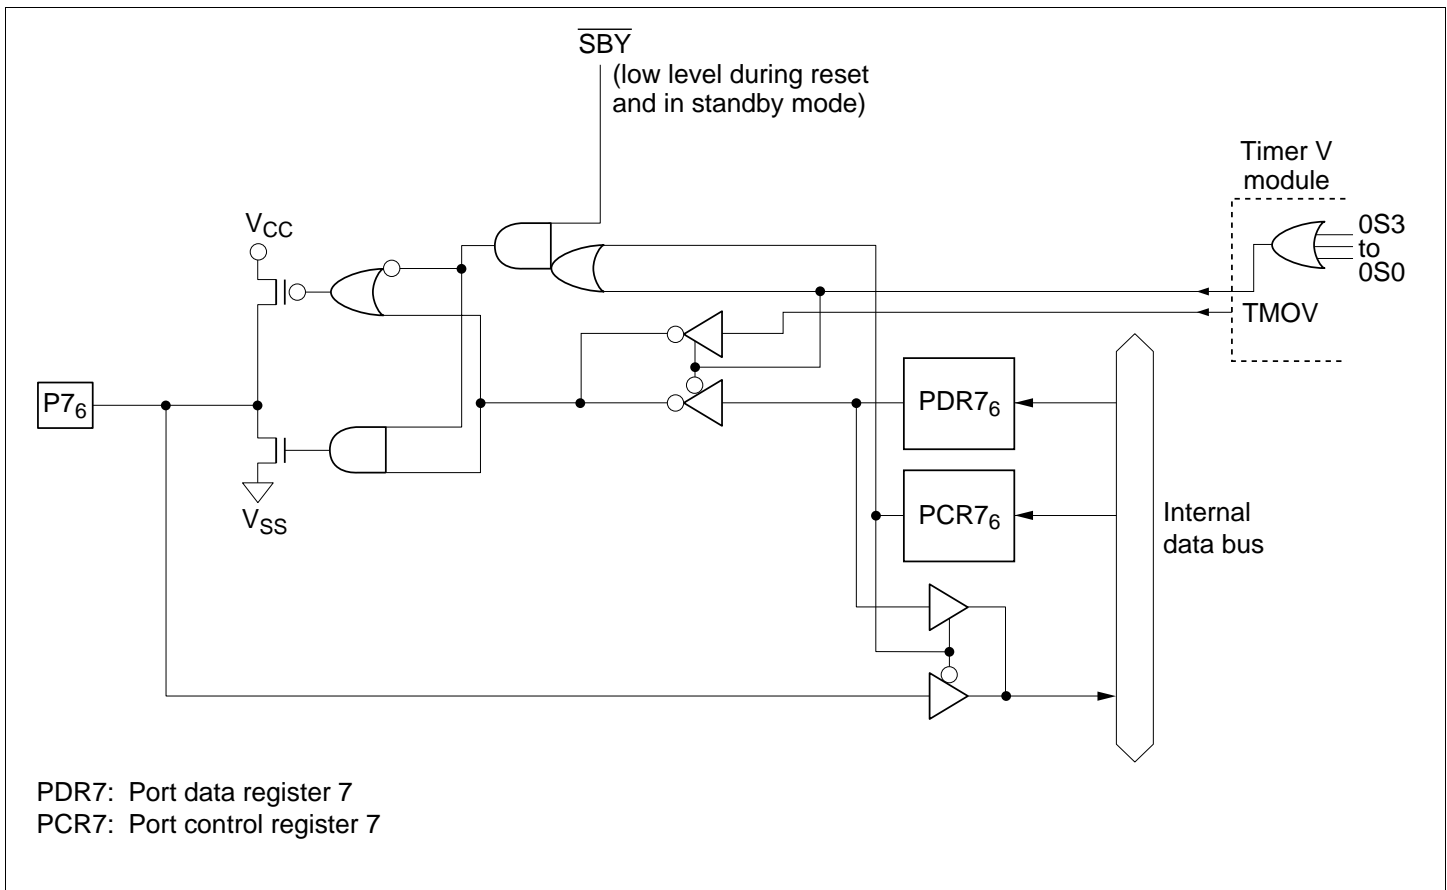 SBY
(low level during reset
and in standby mode)
Timer V
module
0S3
to
0S0
TMOV
VCC
P76
VSS
PDR76
PCR76
Internal
data bus
PDR7: Port data register 7
PCR7: Port control register 7